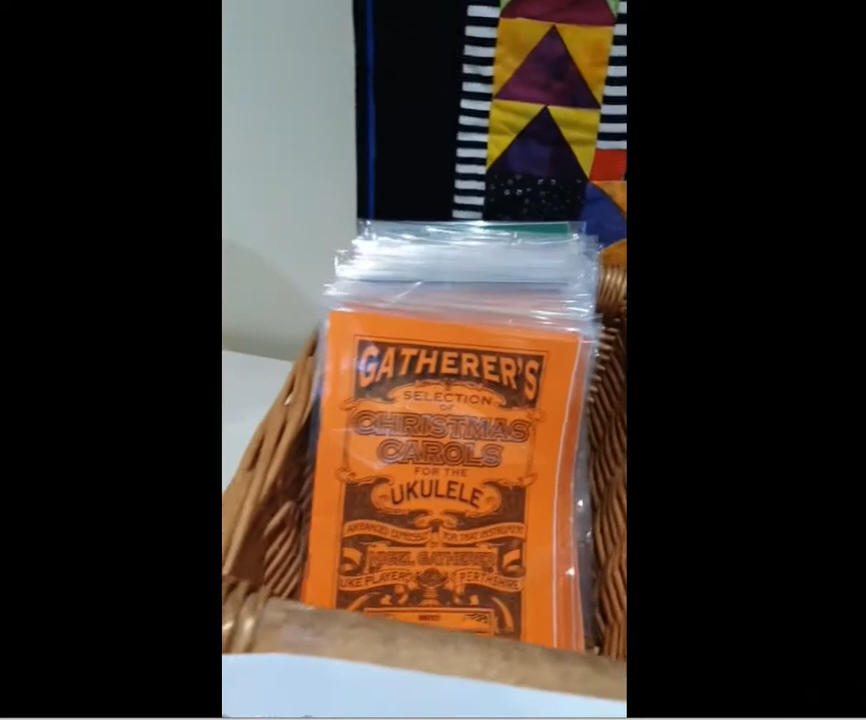 GATHERER'S
SELECTION
OF
CHRISTMAS
CAROLS
FOR THE
UKULELE
ARRANGED EXPRESSLY FOR THAT INSTRUMENT
NIGEL GATHERER
UKE PLAYER PERTHSHIRE